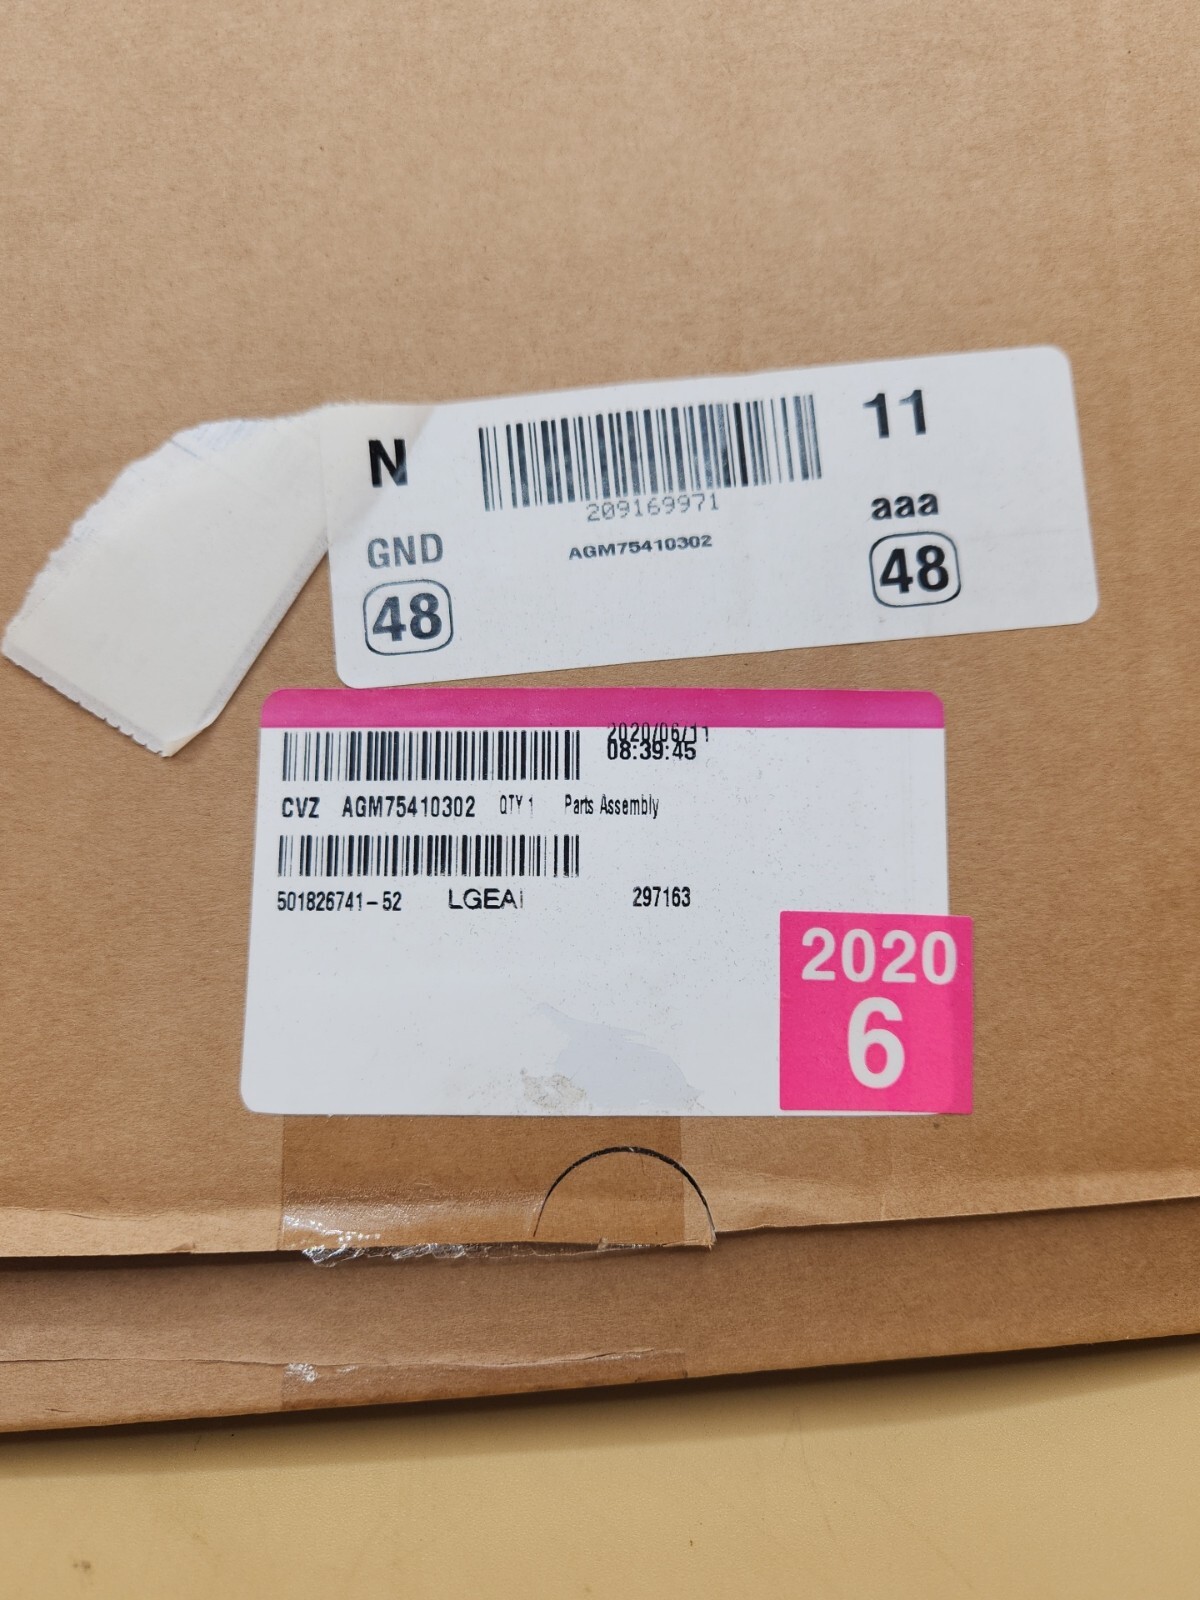 N
11
209169971
aaa
GND
AGM75410302
48
48
2020/06/11
08:39:45
CVZ AGM75410302 QTY 1 Parts Assembly
501826741-52 LGEAI 297163
2020
6